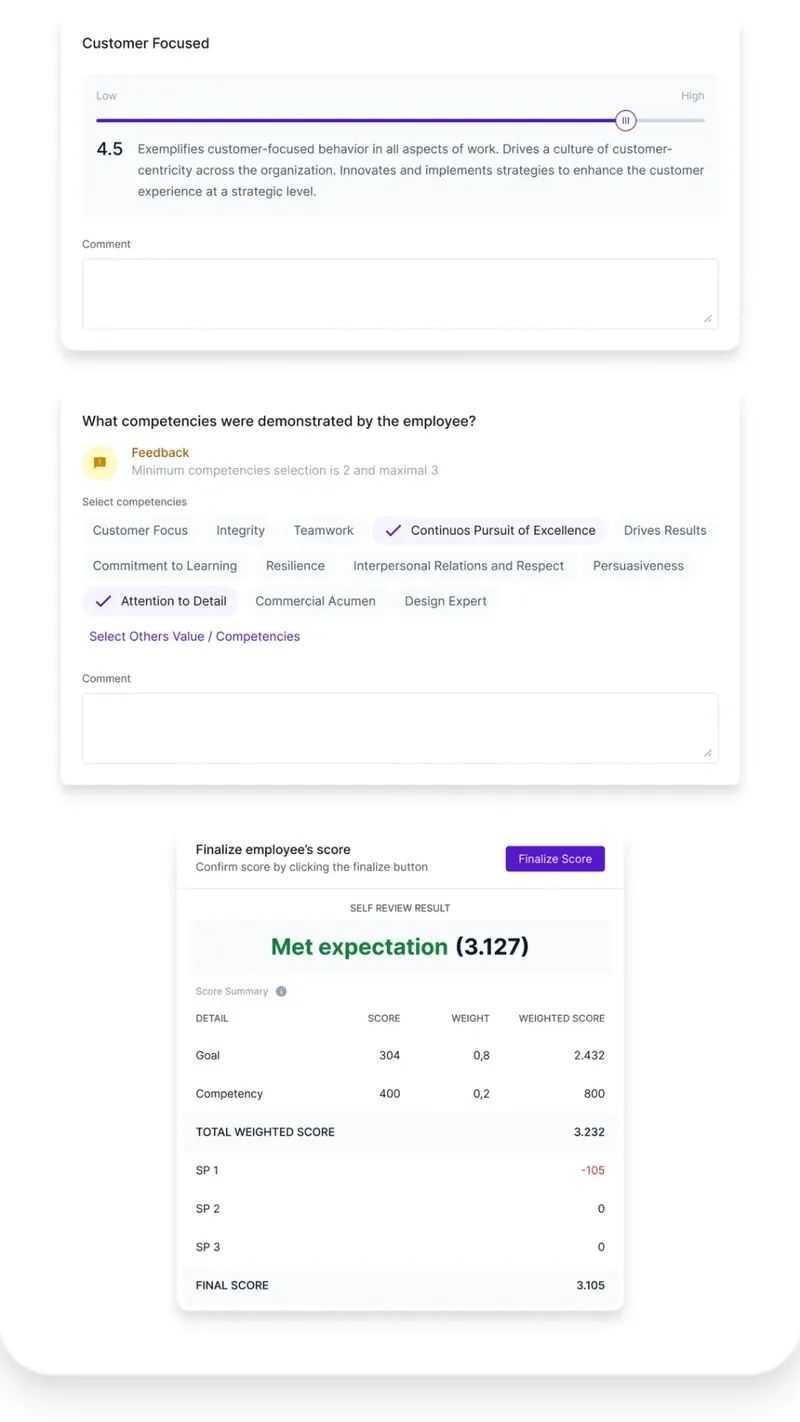 Customer Focused
Low
High
4.5
Exemplifies customer-focused behavior in all aspects of work. Drives a culture of customer-
centricity across the organization. Innovates and implements strategies to enhance the customer
experience at a strategic level.
Comment
What competencies were demonstrated by the employee?
Feedback
Minimum competencies selection is 2 and maximal 3
Select competencies
Customer Focus Integrity Teamwork Continuos Pursuit of Excellence Drives Results
Commitment to Learning Resilience Interpersonal Relations and Respect Persuasiveness
Attention to Detail Commercial Acumen Design Expert
Select Others Value / Competencies
Comment
Finalize employee's score
Confirm score by clicking the finalize button
Finalize Score
SELF REVIEW RESULT
Met expectation (3.127)
Score Summary
DETAIL SCORE WEIGHT WEIGHTED SCORE
Goal 304 0,8 2.432
Competency 400 0,2 800
TOTAL WEIGHTED SCORE 3.232
SP 1 -105
SP 2 0
SP 3 0
FINAL SCORE 3.105